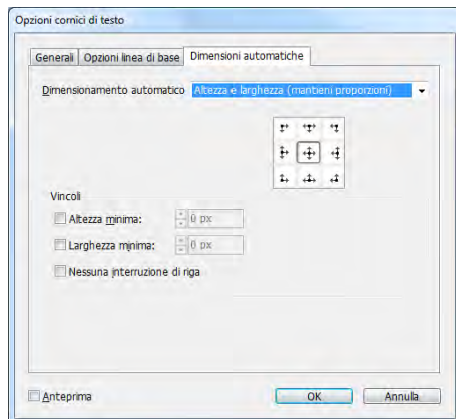 Opzioni cornici di testo
Generali Opzioni linea di base Dimensioni automatiche
Dimensionamento automatico Altezza e larghezza (mantieni proporzioni)
Vincoli
Altezza minima: 0 px
Larghezza minima: 0 px
Nessuna interruzione di riga
Anteprima OK Annulla